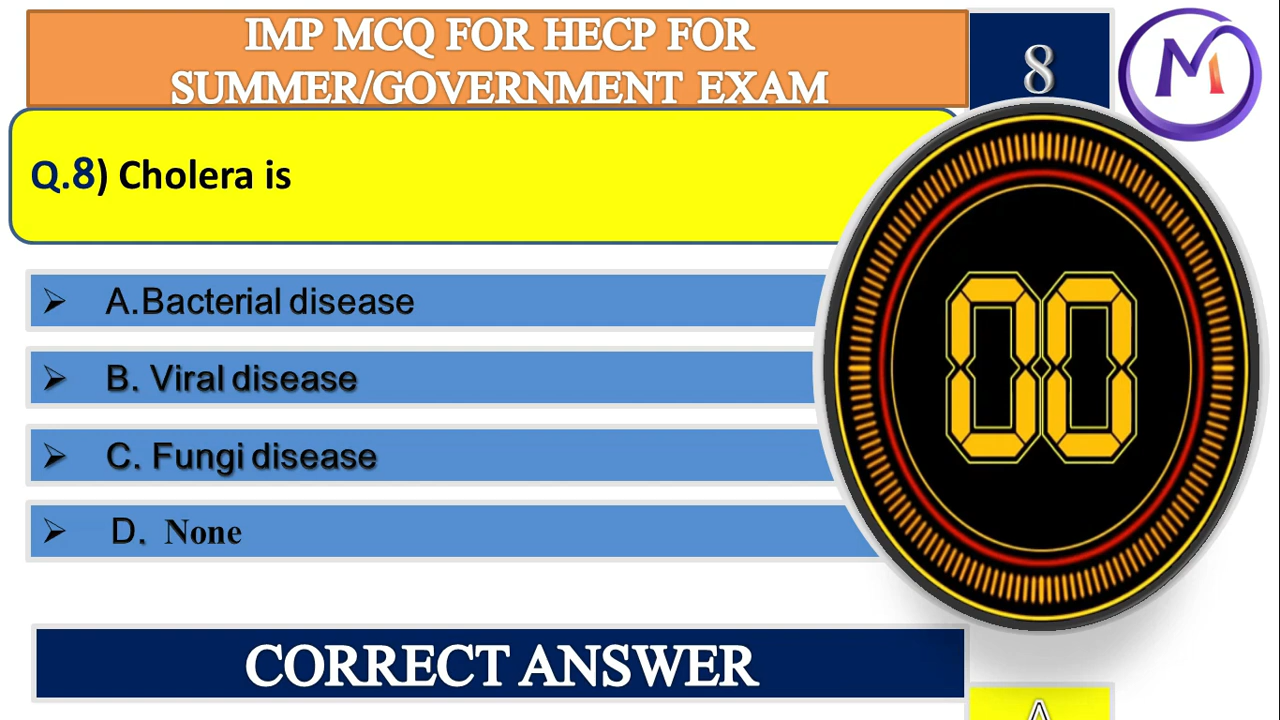 IMP MCQ FOR HECP FOR
SUMMER/GOVERNMENT EXAM
8
M
Q.8) Cholera is
➢ A.Bacterial disease
➢ B. Viral disease
➢ C. Fungi disease
➢ D. None
00
CORRECT ANSWER
A